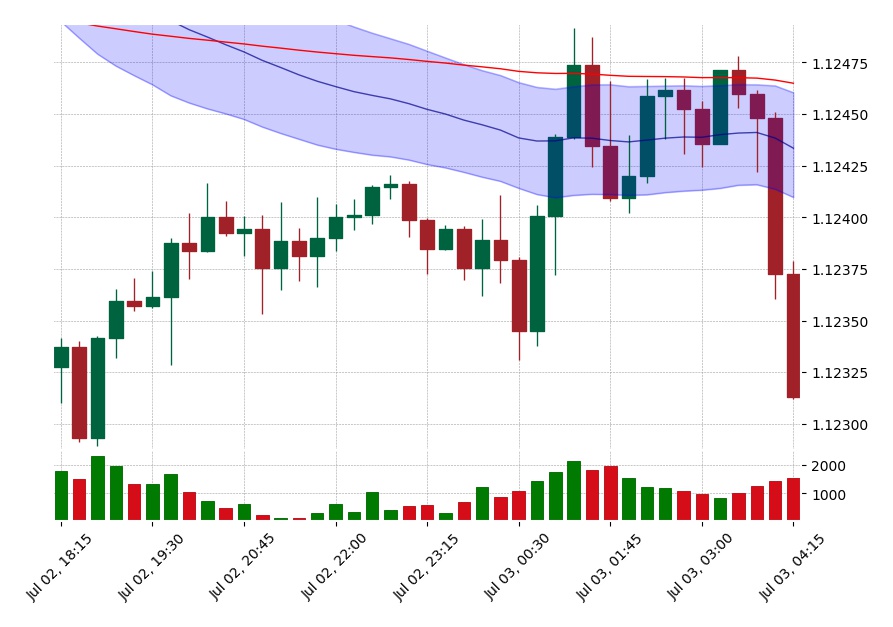 1.12475
1.12450
1.12425
1.12400
1.12375
1.12350
1.12325
1.12300
2000
1000
Jul 02, 18:15
Jul 02, 19:30
Jul 02, 20:45
Jul 02, 22:00
Jul 02, 23:15
Jul 03, 00:30
Jul 03, 01:45
Jul 03, 03:00
Jul 03, 04:15